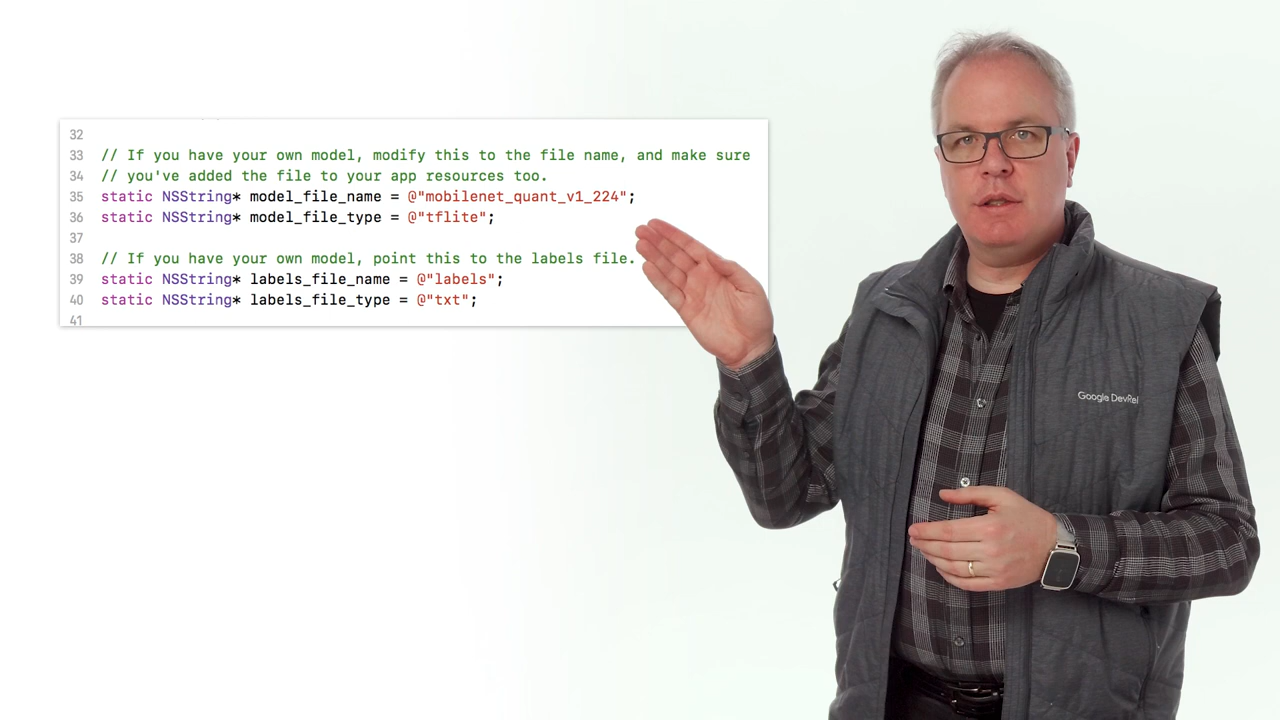 32
33 // If you have your own model, modify this to the file name, and make sure
34 // you've added the file to your app resources too.
35 static NSString* model_file_name = @"mobilenet_quant_v1_224";
36 static NSString* model_file_type = @"tflite";
37
38 // If you have your own model, point this to the labels file.
39 static NSString* labels_file_name = @"labels";
40 static NSString* labels_file_type = @"txt";
41
Google DevRel